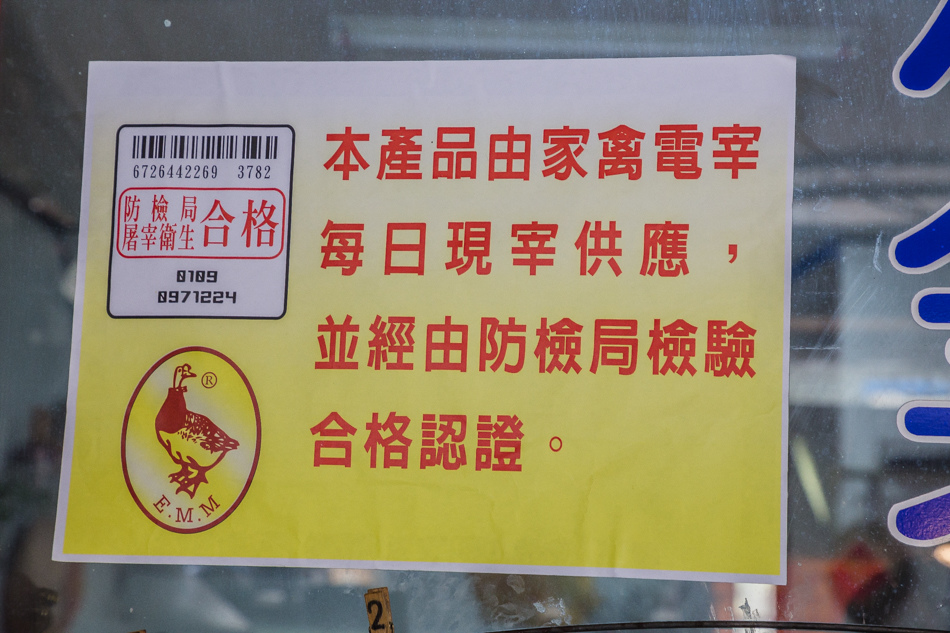 本產品由家禽電宰
每日現宰供應，
並經由防檢局檢驗
合格認證。
6726442269 3782
防檢局
屠宰衛生
合格
0109
0971224
®
E.M.M
2